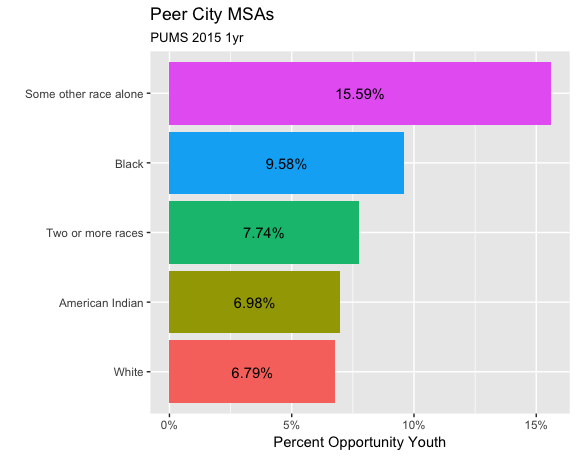 Peer City MSAs
PUMS 2015 1yr
Some other race alone
15.59%
Black
9.58%
Two or more races
7.74%
American Indian
6.98%
White
6.79%
0%
5%
10%
15%
Percent Opportunity Youth